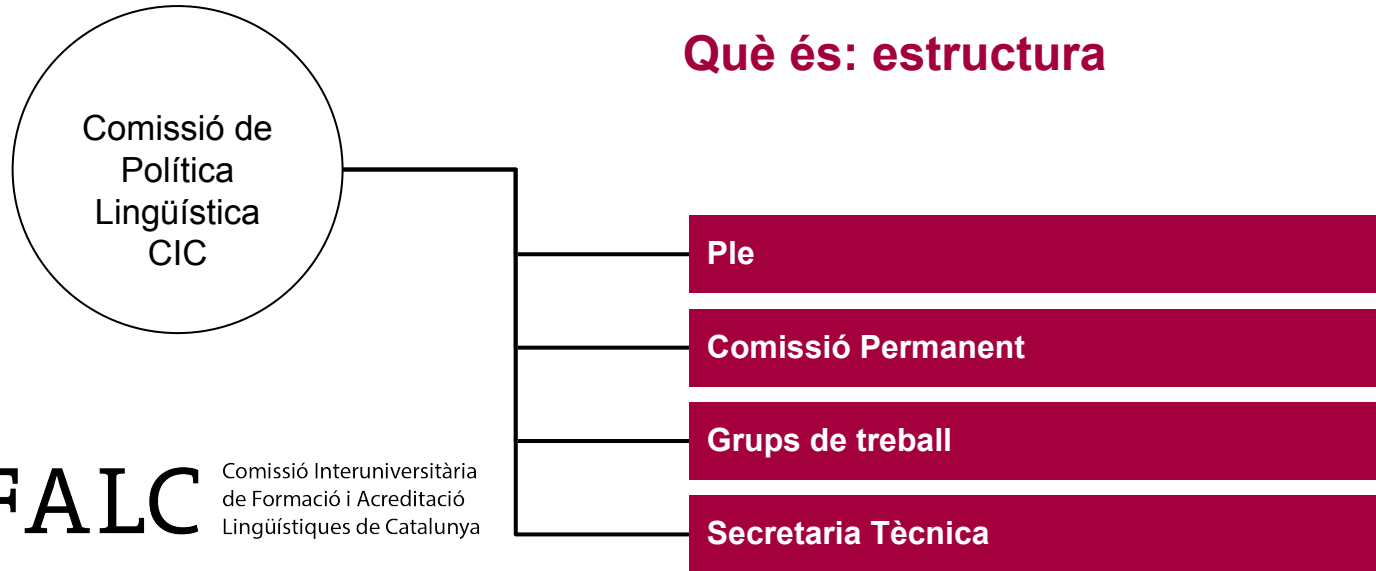 Què és: estructura
Comissió de
Política
Lingüística
CIC
Ple
Comissió Permanent
Grups de treball
Secretaria Tècnica
FALC
Comissió Interuniversitària
de Formació i Acreditació
Lingüístiques de Catalunya